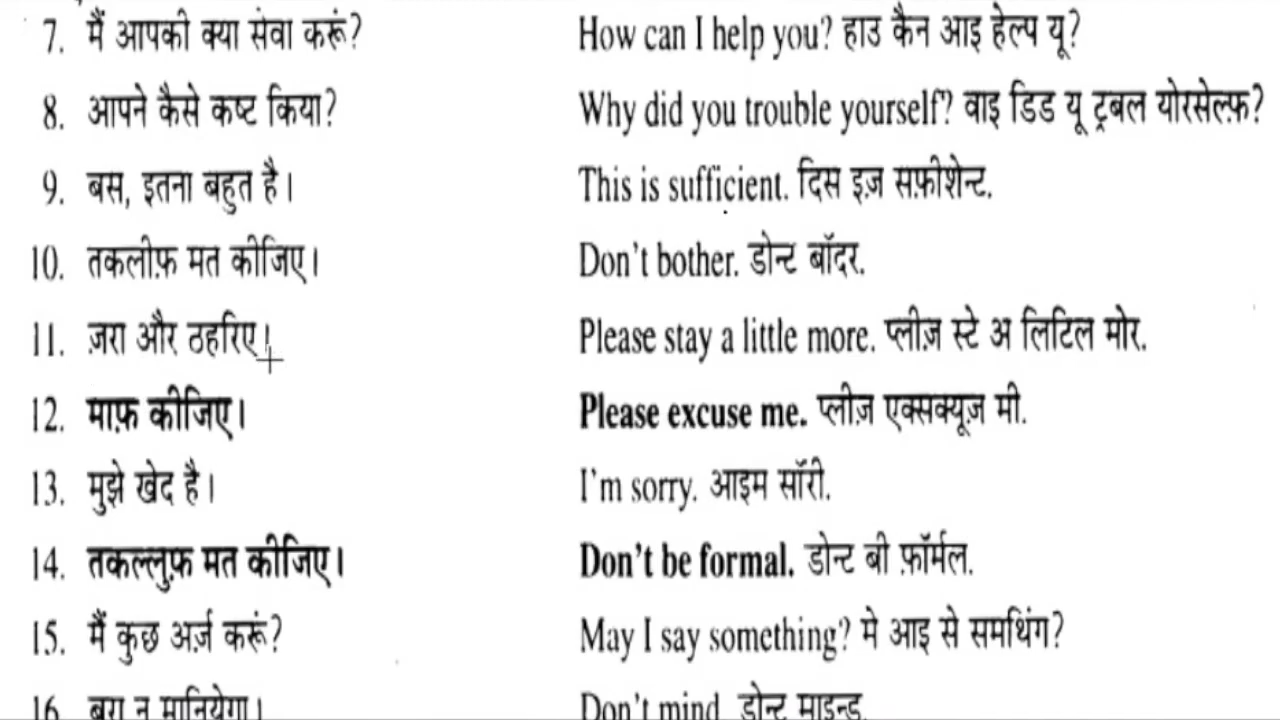 7. मैं आपकी क्या सेवा करूं? How can I help you? हाउ कैन आइ हेल्प यू?
8. आपने कैसे कष्ट किया? Why did you trouble yourself? वाइ डिड यू ट्रबल योरसेल्फ़?
9. बस, इतना बहुत है। This is sufficient. दिस इज़ सफ़ीशेन्ट.
10. तकलीफ़ मत कीजिए। Don't bother. डोन्ट बॉदर.
11. ज़रा और ठहरिए। Please stay a little more. प्लीज़ स्टे अ लिटिल मोर.
12. माफ़ कीजिए। Please excuse me. प्लीज़ एक्सक्यूज़ मी.
13. मुझे खेद है। I'm sorry. आइम सॉरी.
14. तकल्लुफ़ मत कीजिए। Don't be formal. डोन्ट बी फ़ॉर्मल.
15. मैं कुछ अर्ज़ करूं? May I say something? मे आइ से समथिंग?
16. बुरा न मानियेगा। Don't mind. डोन्ट माइन्ड.